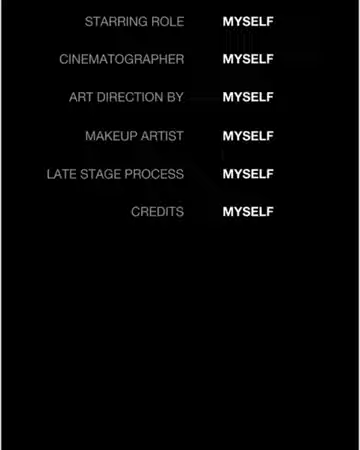 STARRING ROLE MYSELF
CINEMATOGRAPHER MYSELF
ART DIRECTION BY MYSELF
MAKEUP ARTIST MYSELF
LATE STAGE PROCESS MYSELF
CREDITS MYSELF